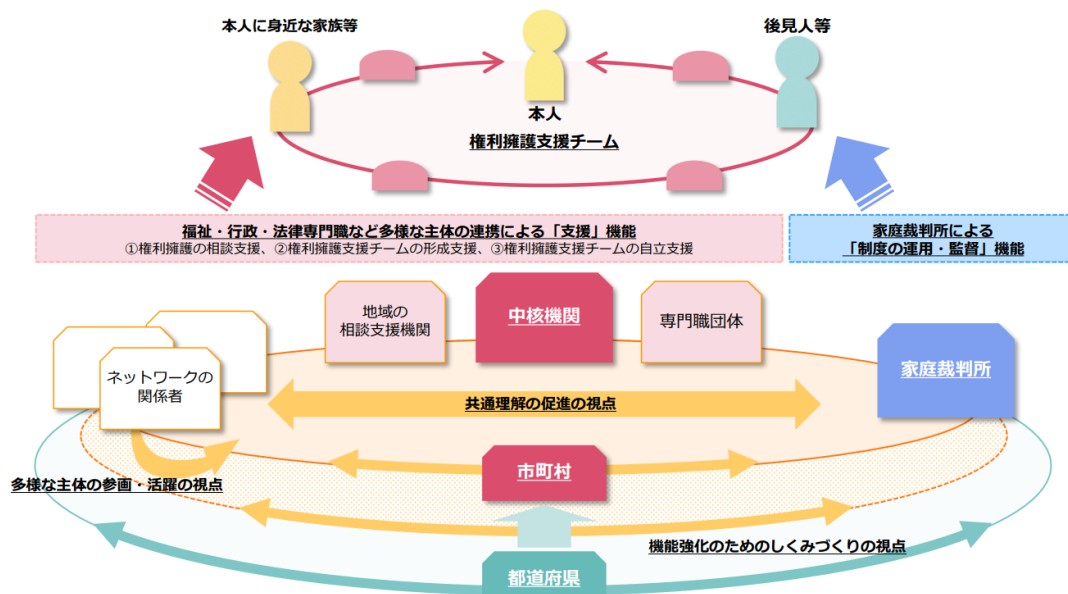 本人に身近な家族等
後見人等
本人
権利擁護支援チーム
福祉・行政・法律専門職など多様な主体の連携による「支援」機能
①権利擁護の相談支援、②権利擁護支援チームの形成支援、③権利擁護支援チームの自立支援
家庭裁判所による
「制度の運用・監督」機能
地域の
相談支援機関
中核機関
専門職団体
ネットワークの
関係者
家庭裁判所
共通理解の促進の視点
市町村
多様な主体の参画・活躍の視点
機能強化のためのしくみづくりの視点
都道府県